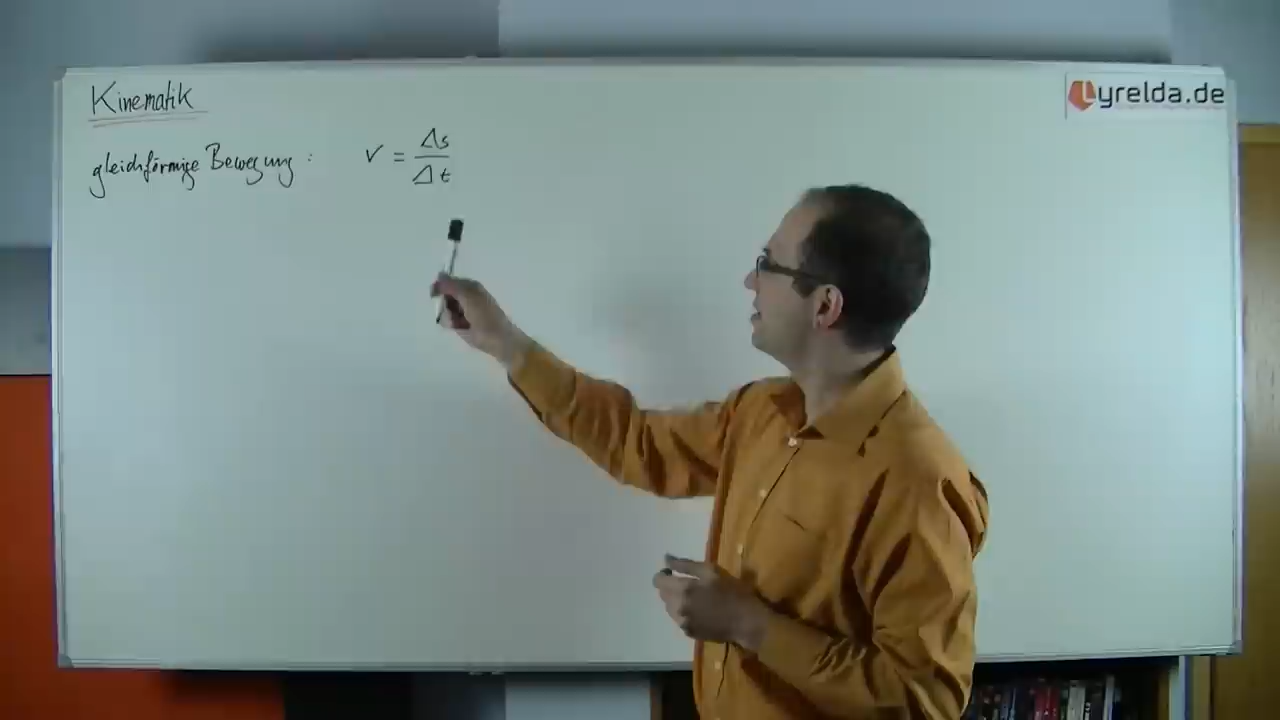 Kinematik
lyrelda.de
gleichförmige Bewegung: v = Δs/Δt